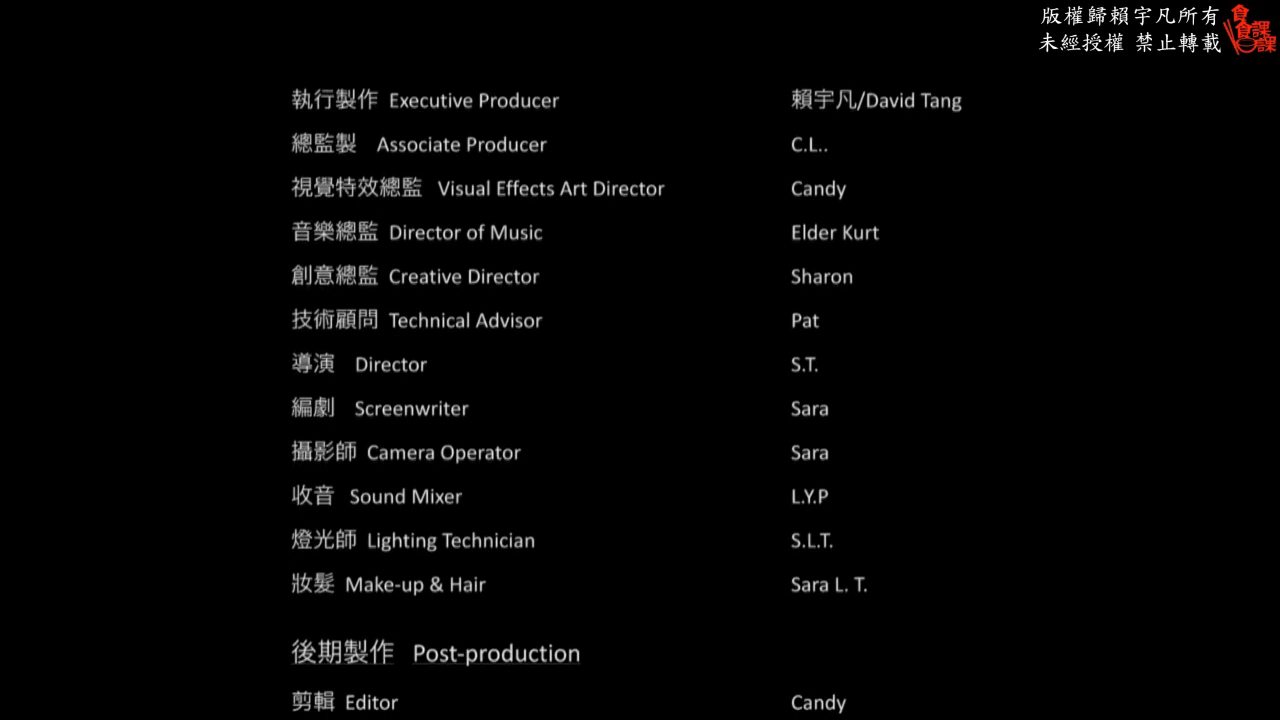 版權歸賴宇凡所有
未經授權 禁止轉載
食食課課
執行製作 Executive Producer 賴宇凡/David Tang
總監製 Associate Producer C.L..
視覺特效總監 Visual Effects Art Director Candy
音樂總監 Director of Music Elder Kurt
創意總監 Creative Director Sharon
技術顧問 Technical Advisor Pat
導演 Director S.T.
編劇 Screenwriter Sara
攝影師 Camera Operator Sara
收音 Sound Mixer L.Y.P
燈光師 Lighting Technician S.L.T.
妝髮 Make-up & Hair Sara L. T.
後期製作 Post-production
剪輯 Editor Candy